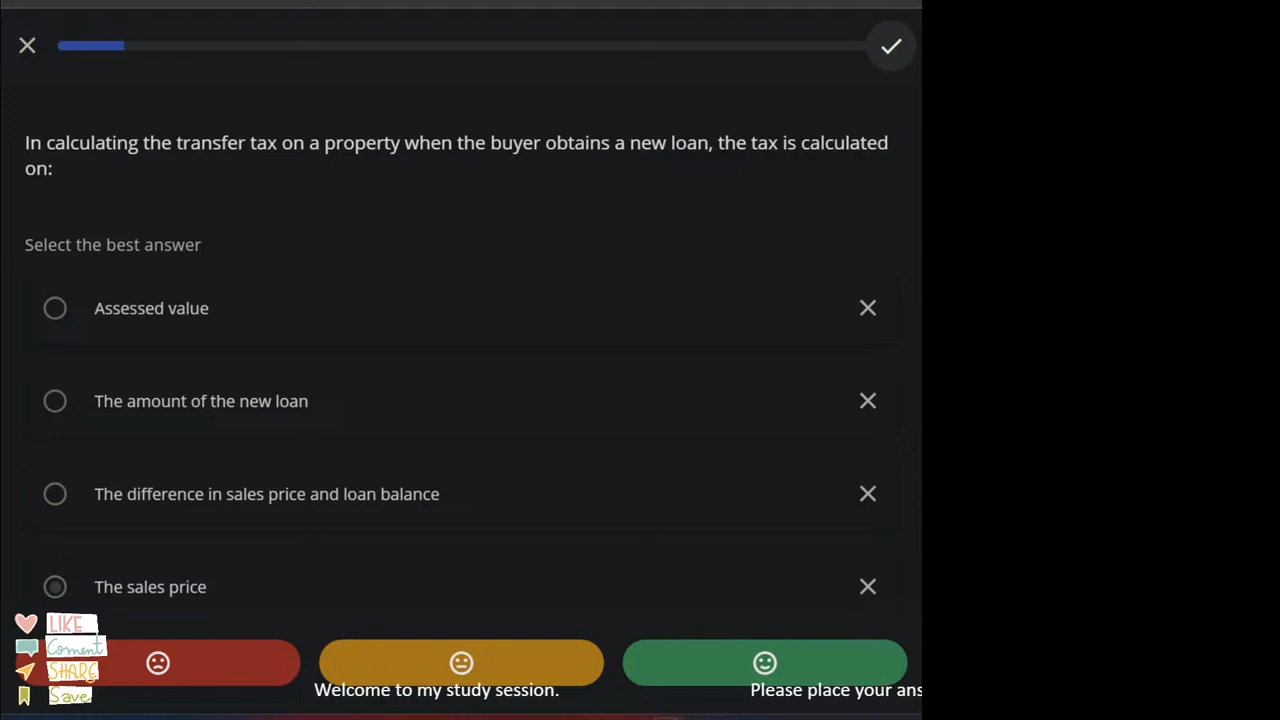 In calculating the transfer tax on a property when the buyer obtains a new loan, the tax is calculated
on:
Select the best answer
Assessed value
The amount of the new loan
The difference in sales price and loan balance
The sales price
LIKE
Coment
SHARE
Save
Welcome to my study session.
Please place your ans